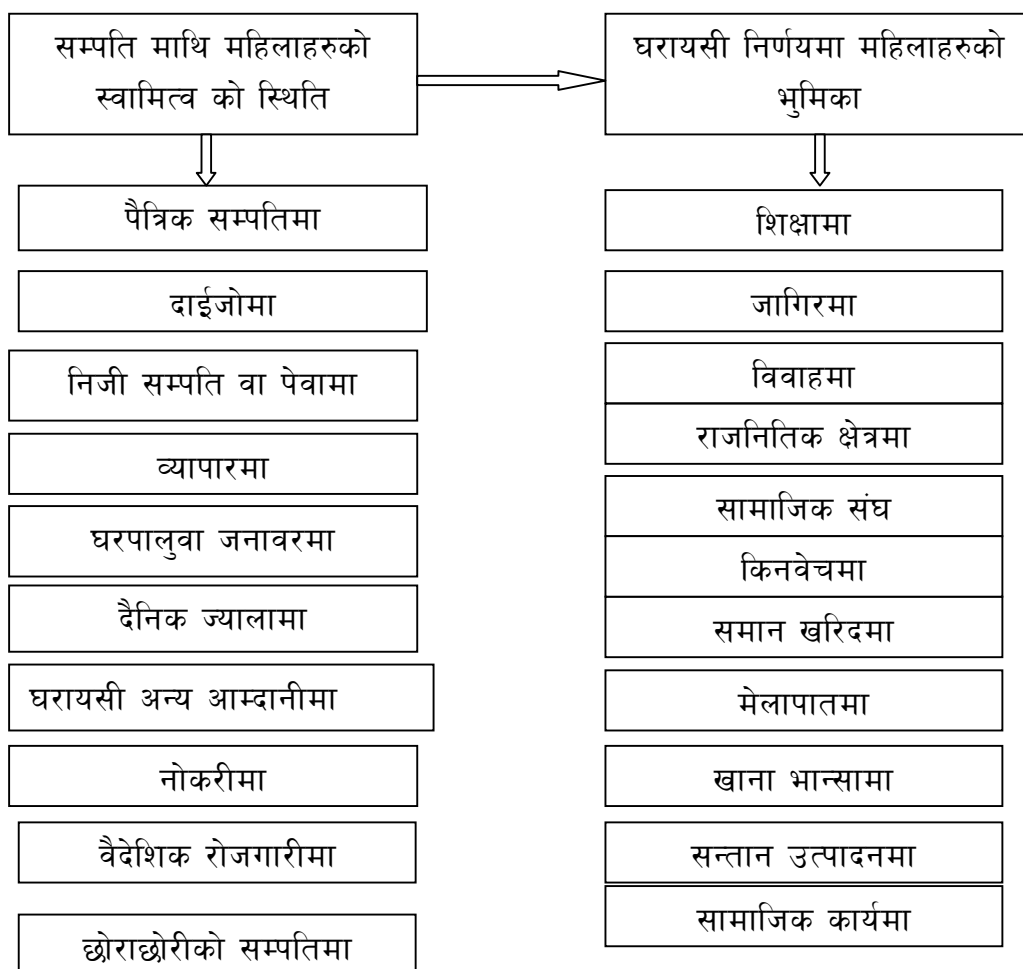 सम्पति माथि महिलाहरुको
स्वामित्व को स्थिति
घरायसी निर्णयमा महिलाहरुको
भुमिका
पैत्रिक सम्पतिमा
दाईजोमा
निजी सम्पति वा पेवामा
व्यापारमा
घरपालुवा जनावरमा
दैनिक ज्यालामा
घरायसी अन्य आम्दानीमा
नोकरीमा
वैदेशिक रोजगारीमा
छोराछोरीको सम्पतिमा
शिक्षामा
जागिरमा
विवाहमा
राजनितिक क्षेत्रमा
सामाजिक संघ
किनवेचमा
समान खरिदमा
मेलापातमा
खाना भान्सामा
सन्तान उत्पादनमा
सामाजिक कार्यमा